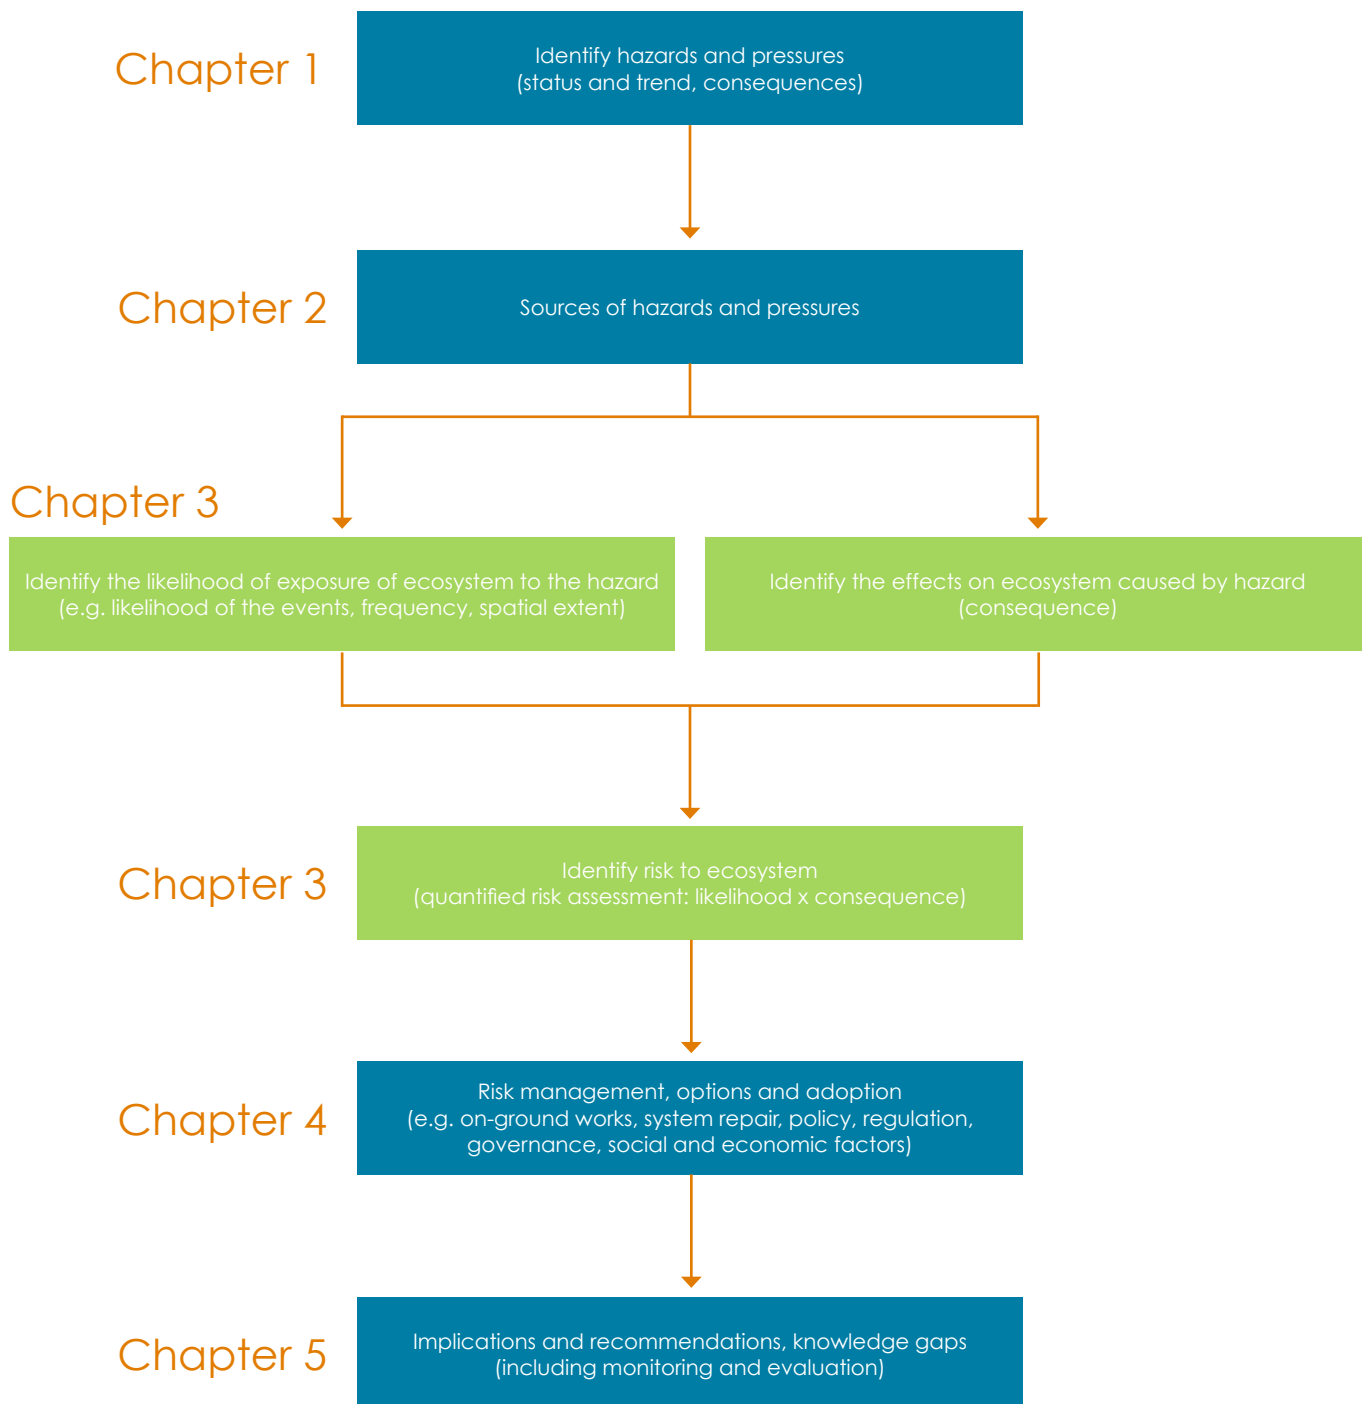 Chapter 1
Identify hazards and pressures
(status and trend, consequences)
Chapter 2
Sources of hazards and pressures
Chapter 3
Identify the likelihood of exposure of ecosystem to the hazard
(e.g. likelihood of the events, frequency, spatial extent)
Identify the effects on ecosystem caused by hazard
(consequence)
Chapter 3
Identify risk to ecosystem
(quantified risk assessment: likelihood x consequence)
Chapter 4
Risk management, options and adoption
(e.g. on-ground works, system repair, policy, regulation,
governance, social and economic factors)
Chapter 5
Implications and recommendations, knowledge gaps
(including monitoring and evaluation)